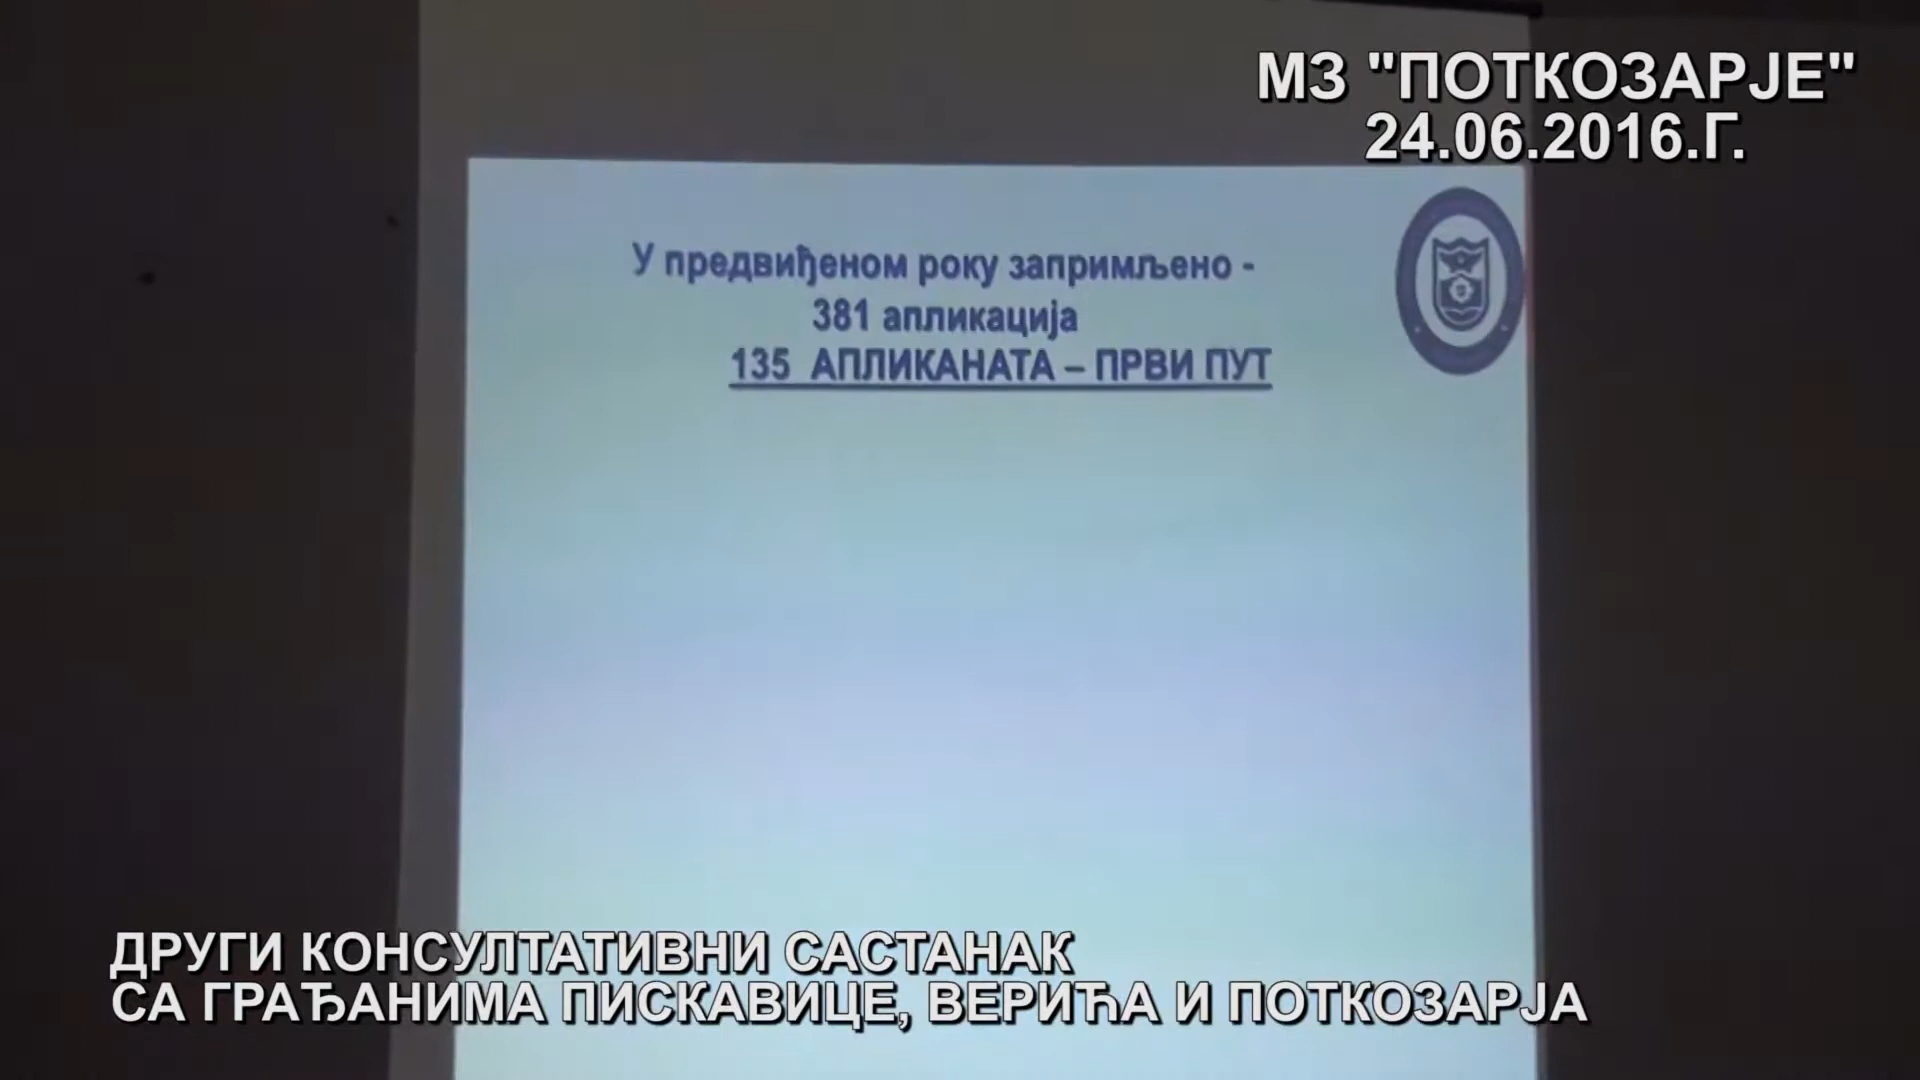 МЗ "ПОТКОЗАРЈЕ"
24.06.2016.Г.
У предвиђеном року запримљено -
381 апликација
135 АПЛИКАНАТА – ПРВИ ПУТ
ДРУГИ КОНСУЛТАТИВНИ САСТАНАК
СА ГРАЂАНИМА ПИСКАВИЦЕ, ВЕРИЋА И ПОТКОЗАРЈА